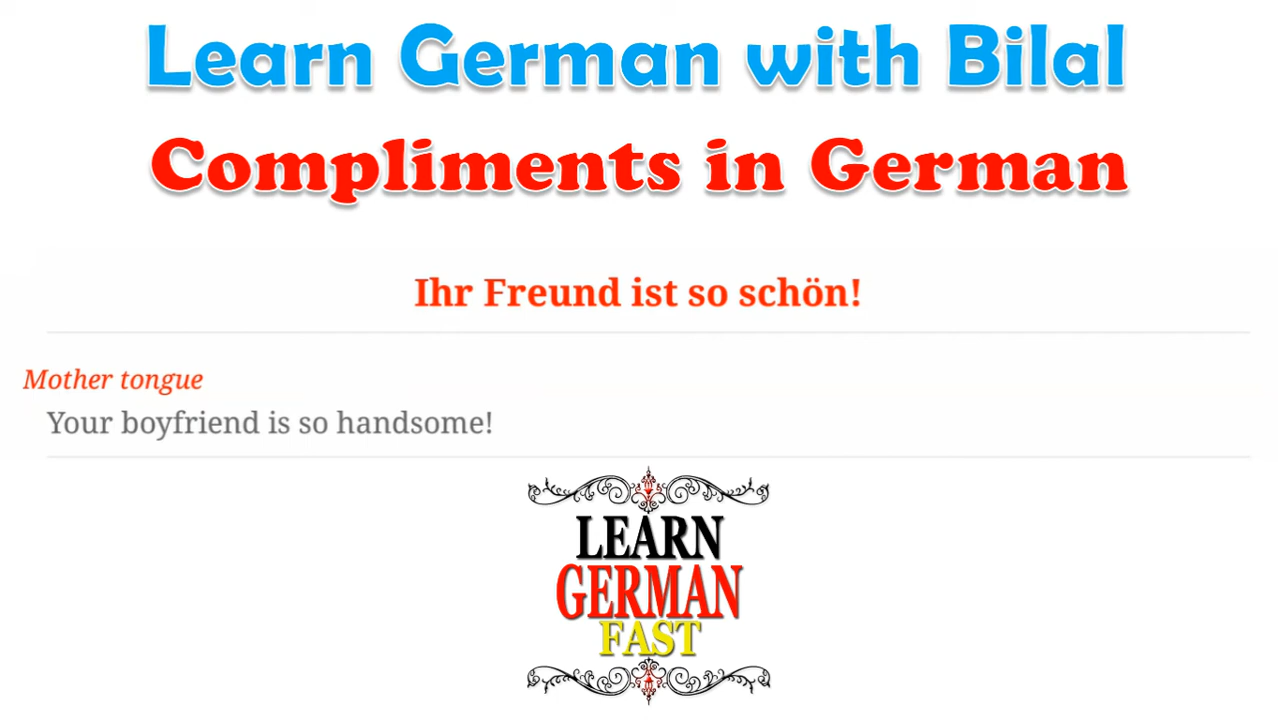 Learn German with Bilal
Compliments in German
Ihr Freund ist so schön!
Mother tongue
Your boyfriend is so handsome!
LEARN
GERMAN
FAST